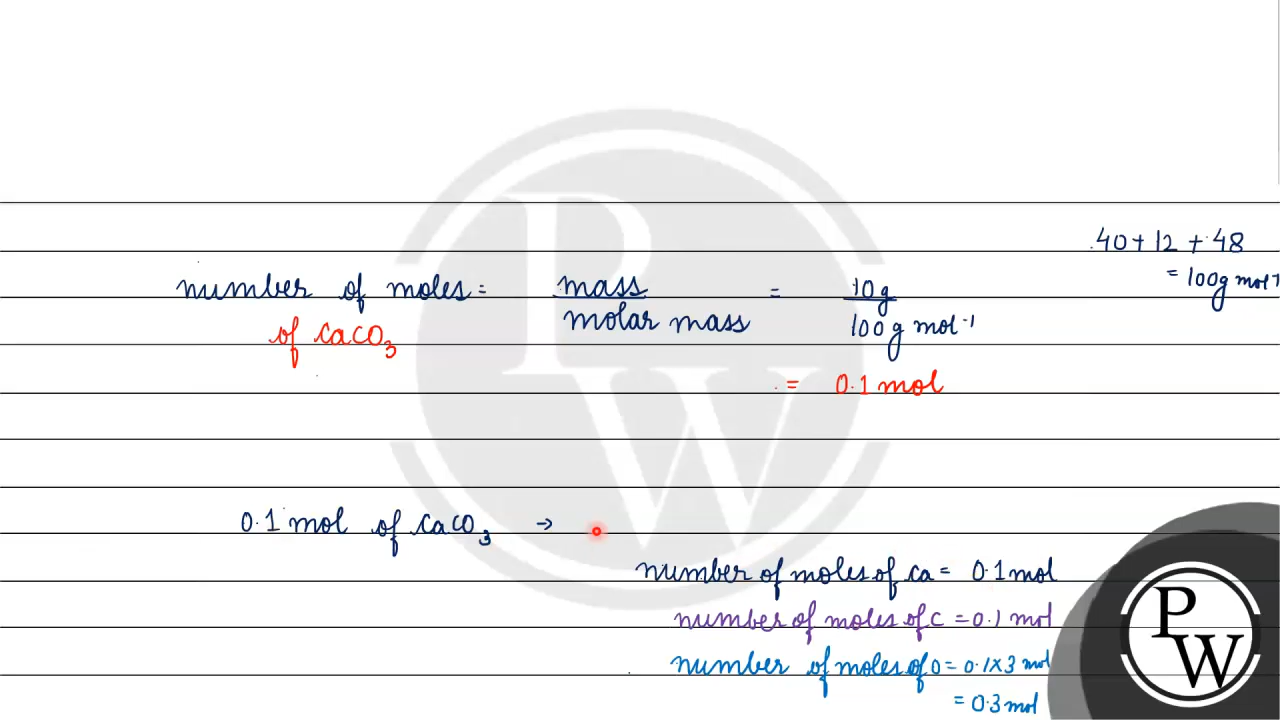 40+12+48
= 100g mol⁻¹
number of moles = mass / molar mass = 10g / 100g mol⁻¹
of CaCO₃
= 0.1 mol
0.1 mol of CaCO₃ →
number of moles of Ca = 0.1 mol
number of moles of C = 0.1 mol
number of moles of O = 0.1×3 mol
= 0.3 mol
P
W
P
W